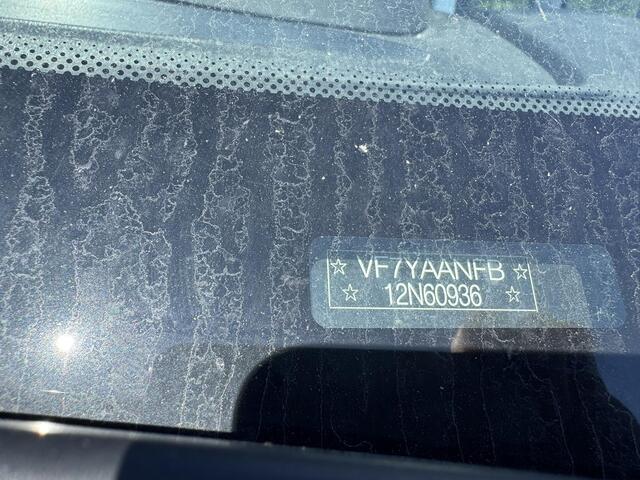 ☆ VF7YAANFB ☆
☆ 12N60936 ☆